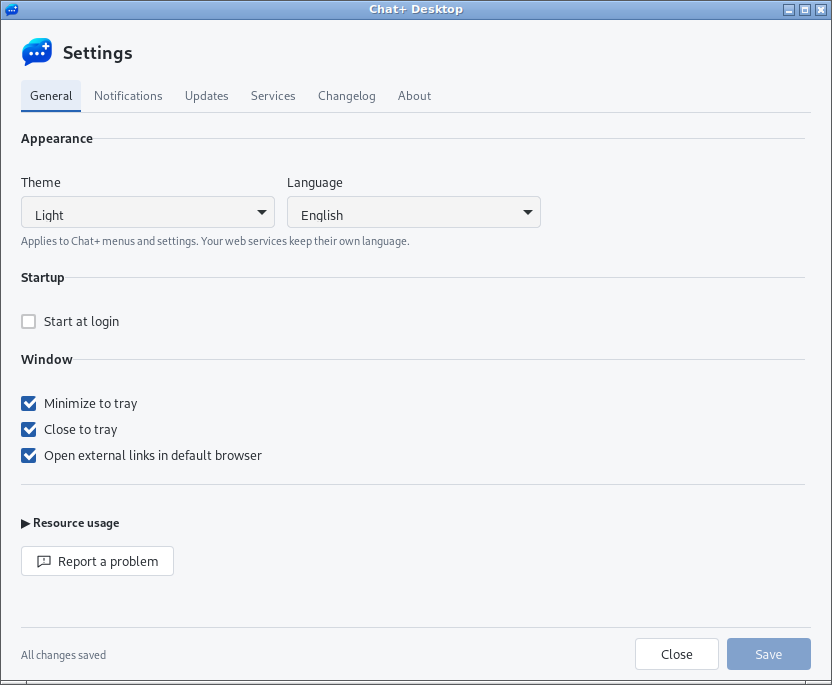 Chat+ Desktop
Settings
General Notifications Updates Services Changelog About
Appearance
Theme Language
Light English
Applies to Chat+ menus and settings. Your web services keep their own language.
Startup
Start at login
Window
Minimize to tray
Close to tray
Open external links in default browser
Resource usage
Report a problem
All changes saved Close Save